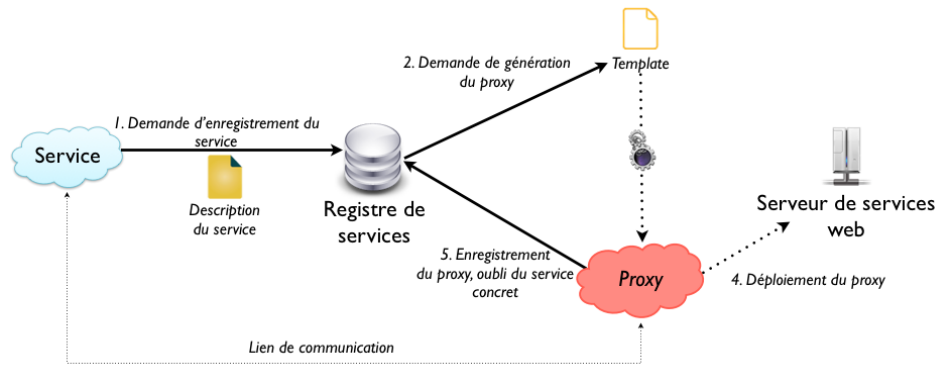 2. Demande de génération
du proxy
Template
1. Demande d'enregistrement du
service
Service
Description
du service
Registre de
services
Serveur de services
web
5. Enregistrement
du proxy, oubli du service
concret
Proxy
4. Déploiement du proxy
Lien de communication